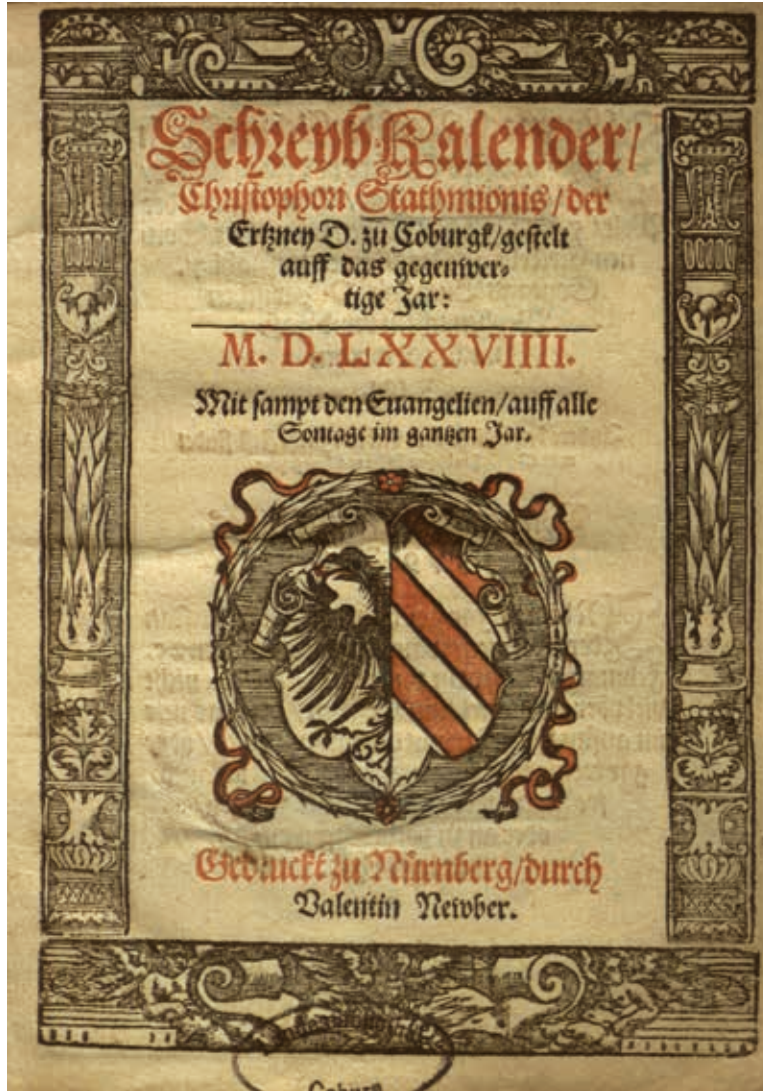 Schreyb Kalender/
Christophori Stathmionis/der
Ertzney D. zu Coburgk/gestelt
auff das gegenwer-
tige Jar:
M. D. LXXVIIII.
Mit sampt den Euangelien/auff alle
Sontage im gantzen Jar.
Gedruckt zu Nürnberg/durch
Valentin Newber.
Coburg